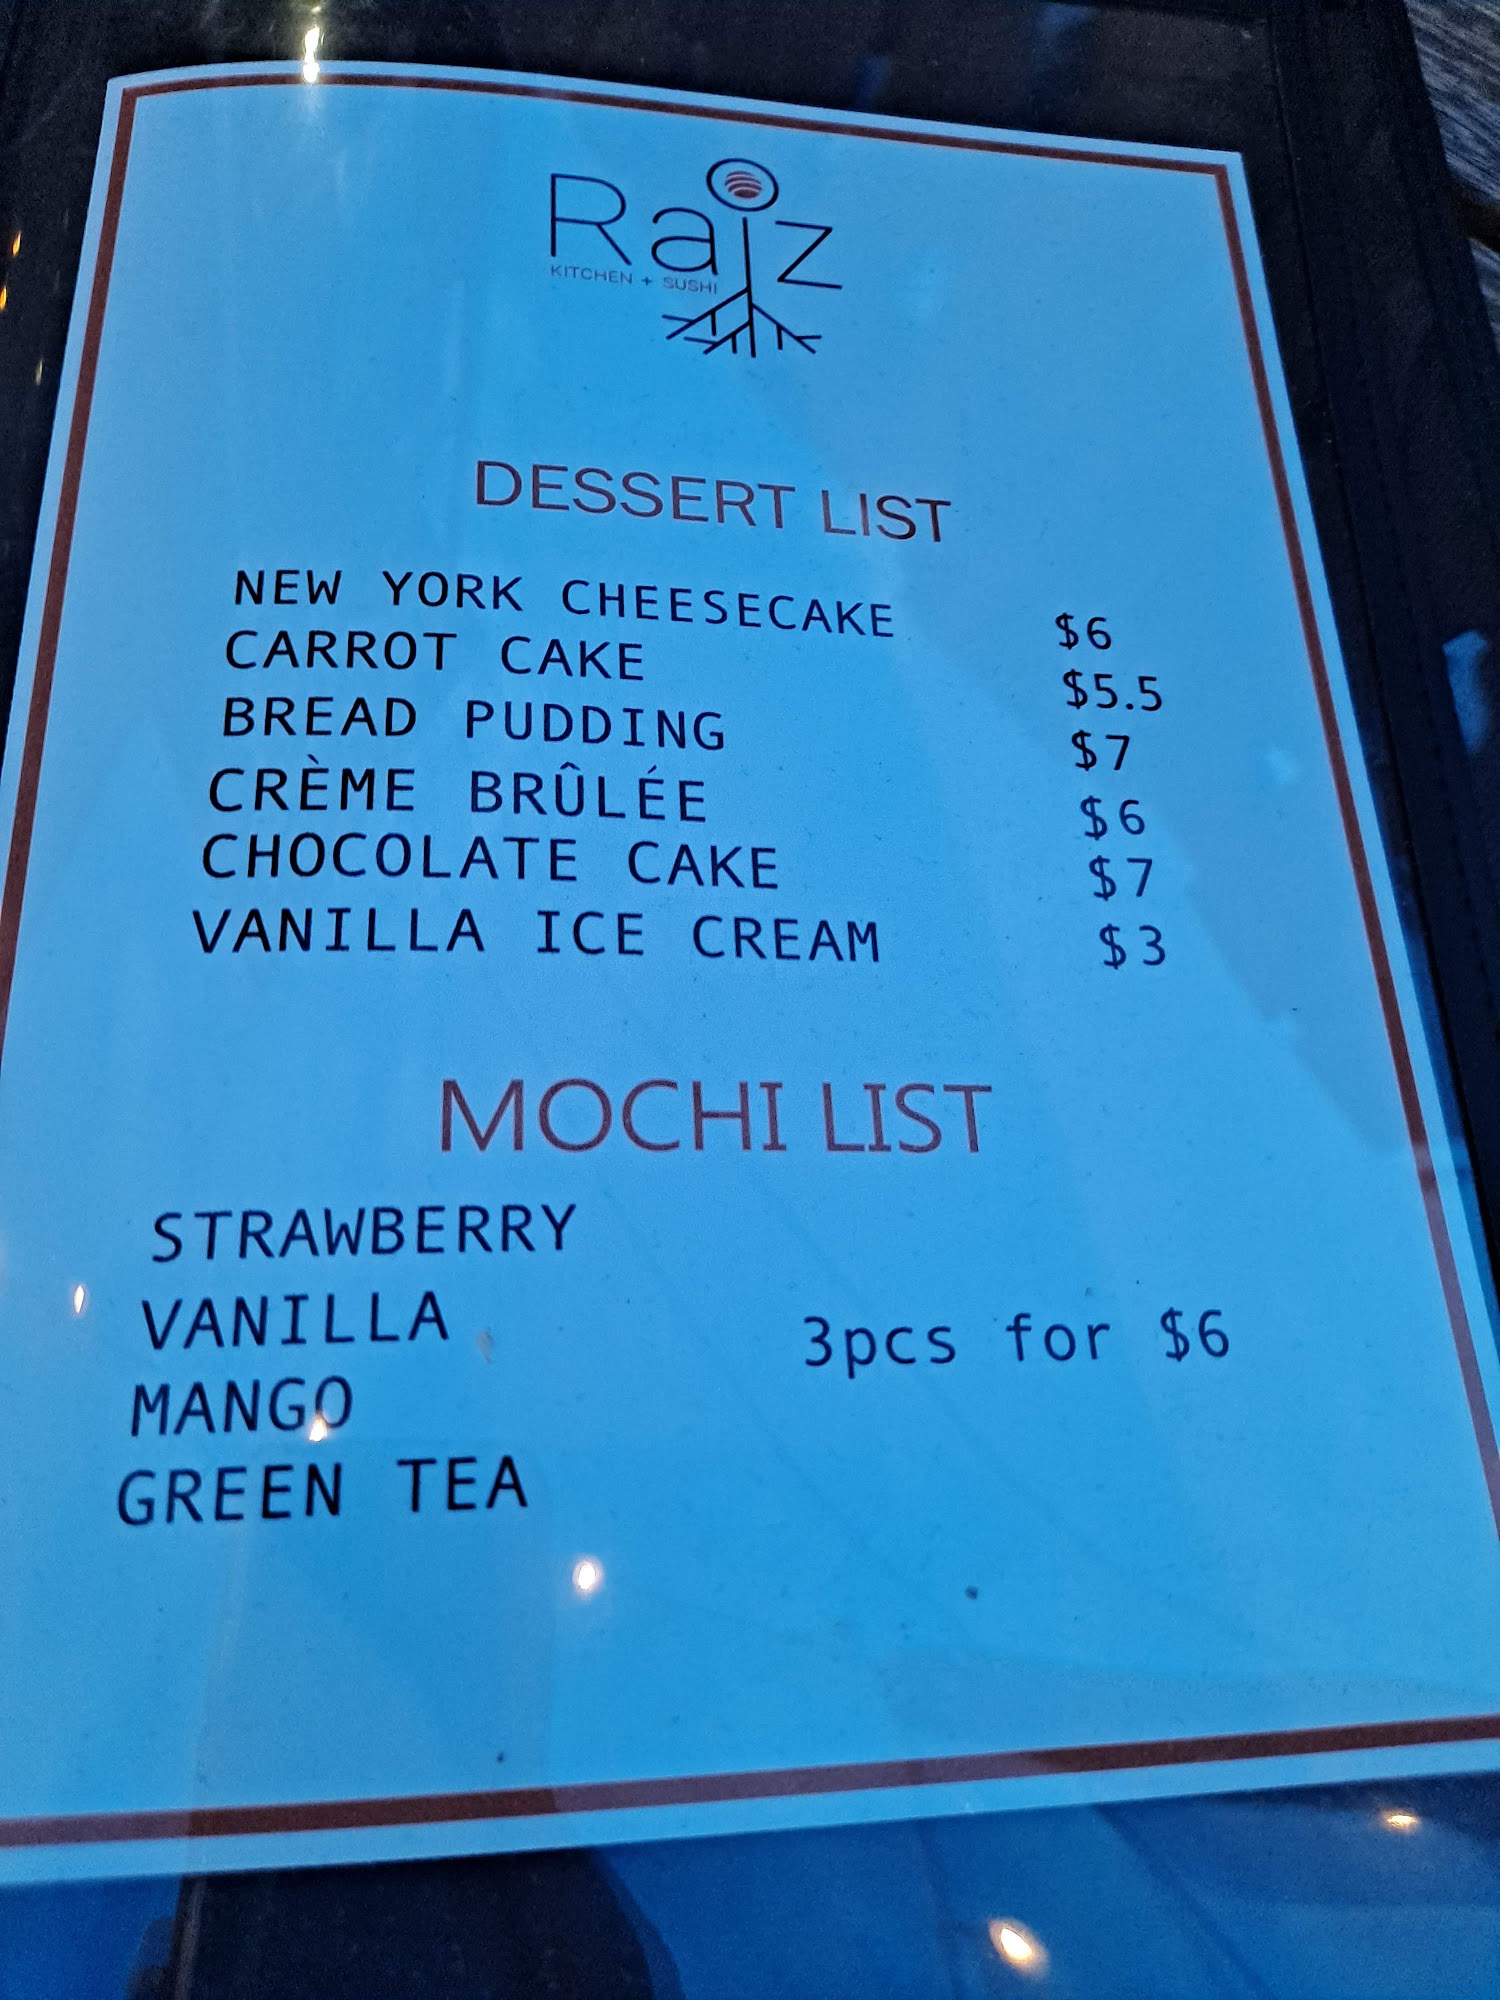 Raiz
KITCHEN + SUSHI
DESSERT LIST
NEW YORK CHEESECAKE $6
CARROT CAKE $5.5
BREAD PUDDING $7
CRÈME BRÛLÉE $6
CHOCOLATE CAKE $7
VANILLA ICE CREAM $3
MOCHI LIST
STRAWBERRY
VANILLA 3pcs for $6
MANGO
GREEN TEA